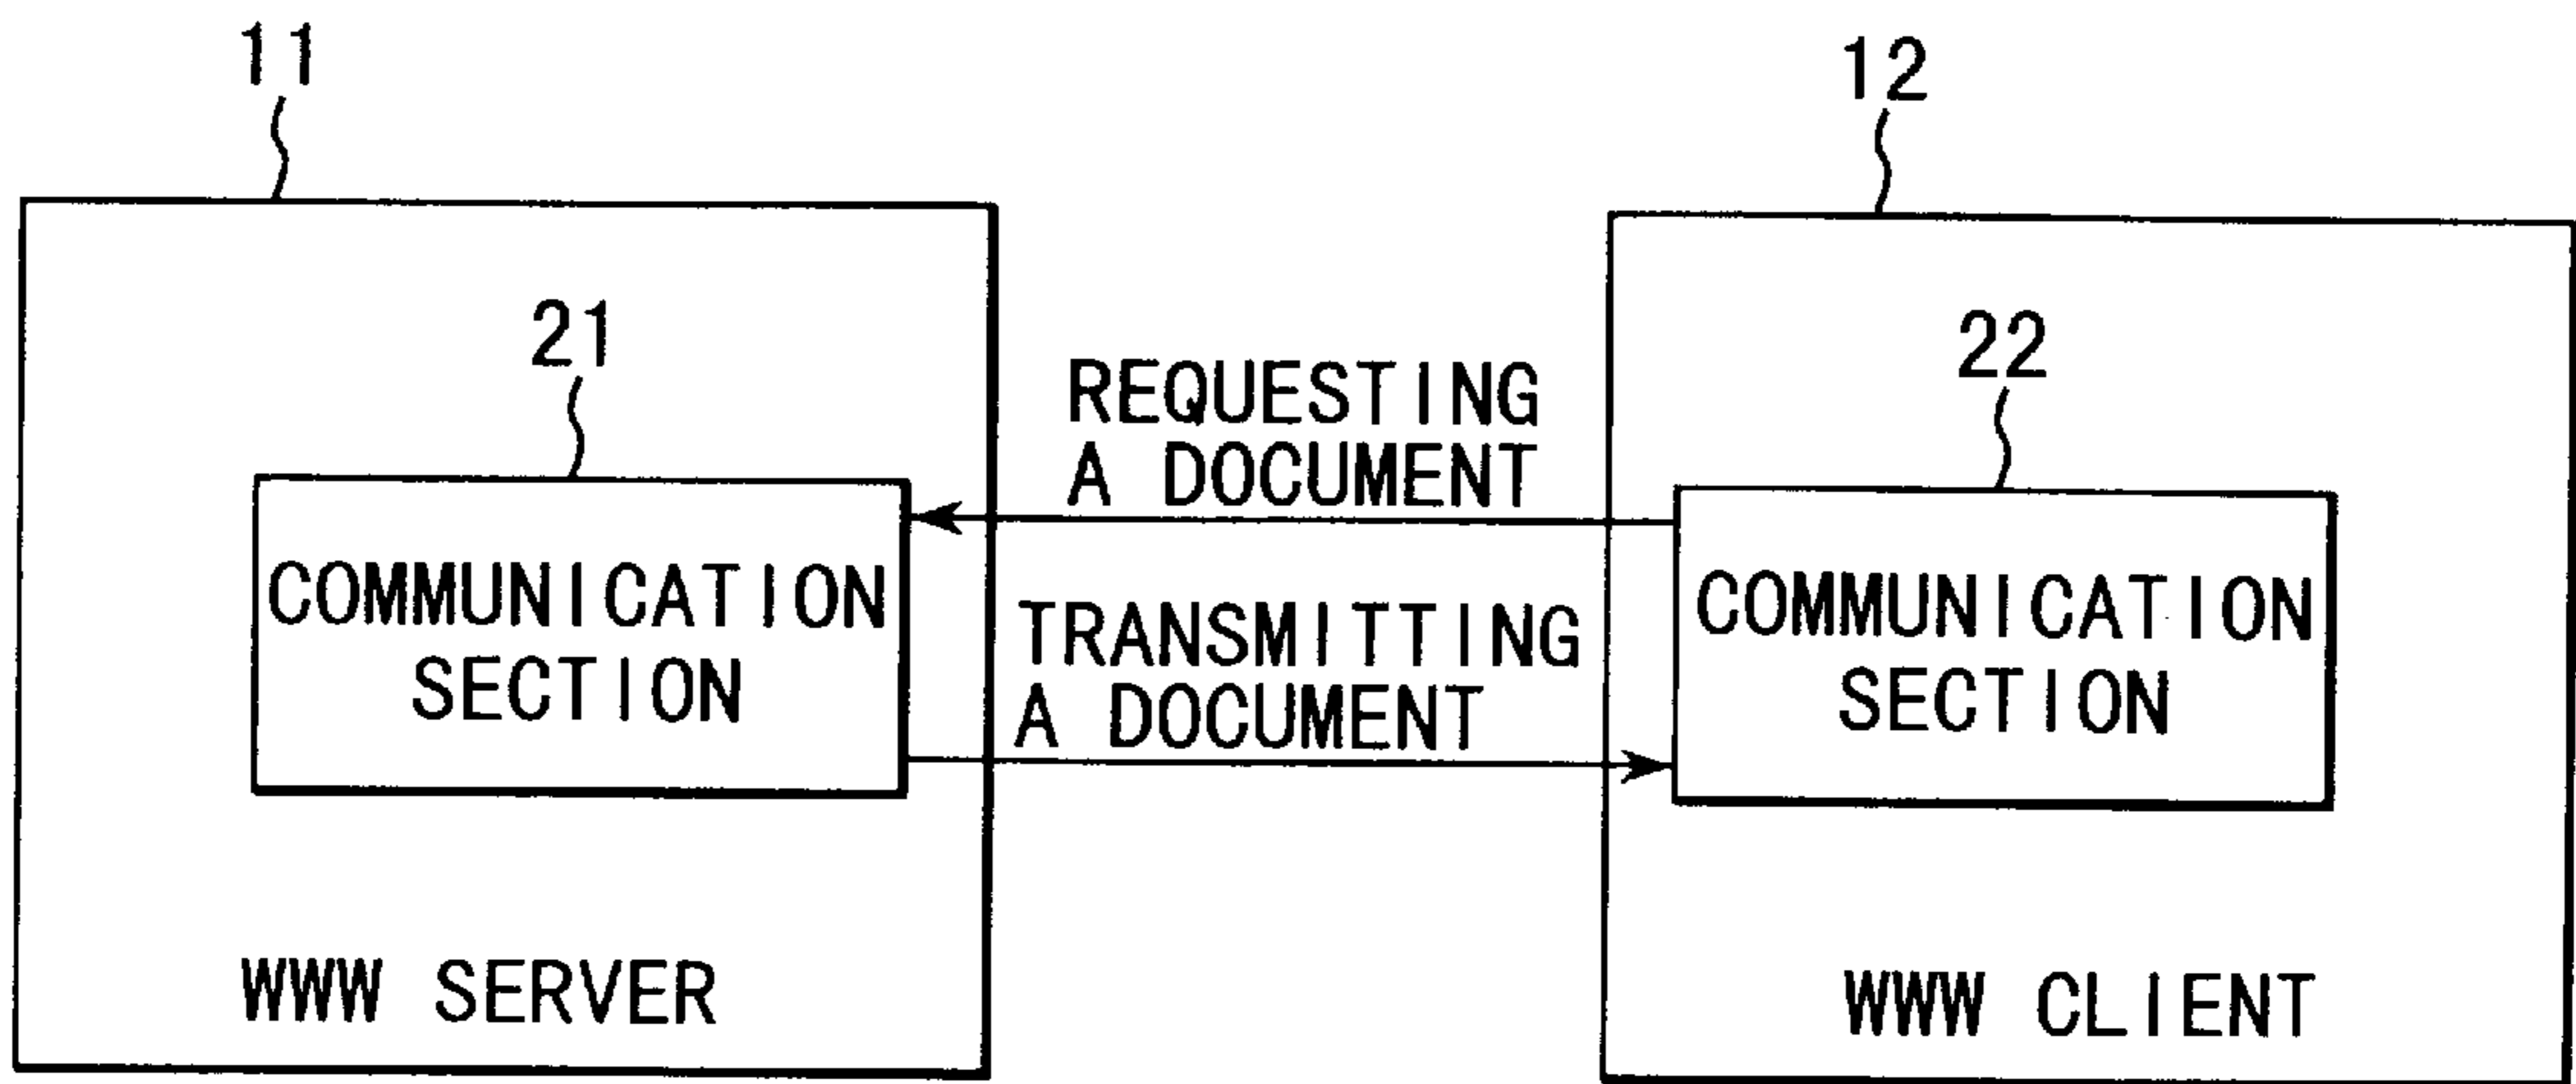 11
12
21
22
REQUESTING
A DOCUMENT
COMMUNICATION
SECTION
TRANSMITTING
A DOCUMENT
COMMUNICATION
SECTION
WWW SERVER
WWW CLIENT